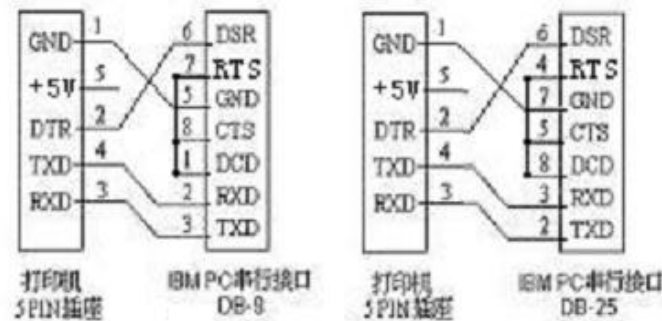 GND 1 6 DSR
7 RTS
+5V 5 5 GND
DTR 2 8 CTS
TXD 4 1 DCD
RXD 3 2 RXD
3 TXD
打印机 IBM PC串行接口
5PIN插座 DB-9
GND 1 6 DSR
4 RTS
+5V 5 7 GND
DTR 2 5 CTS
TXD 4 8 DCD
RXD 3 3 RXD
2 TXD
打印机 IBM PC串行接口
5PIN插座 DB-25